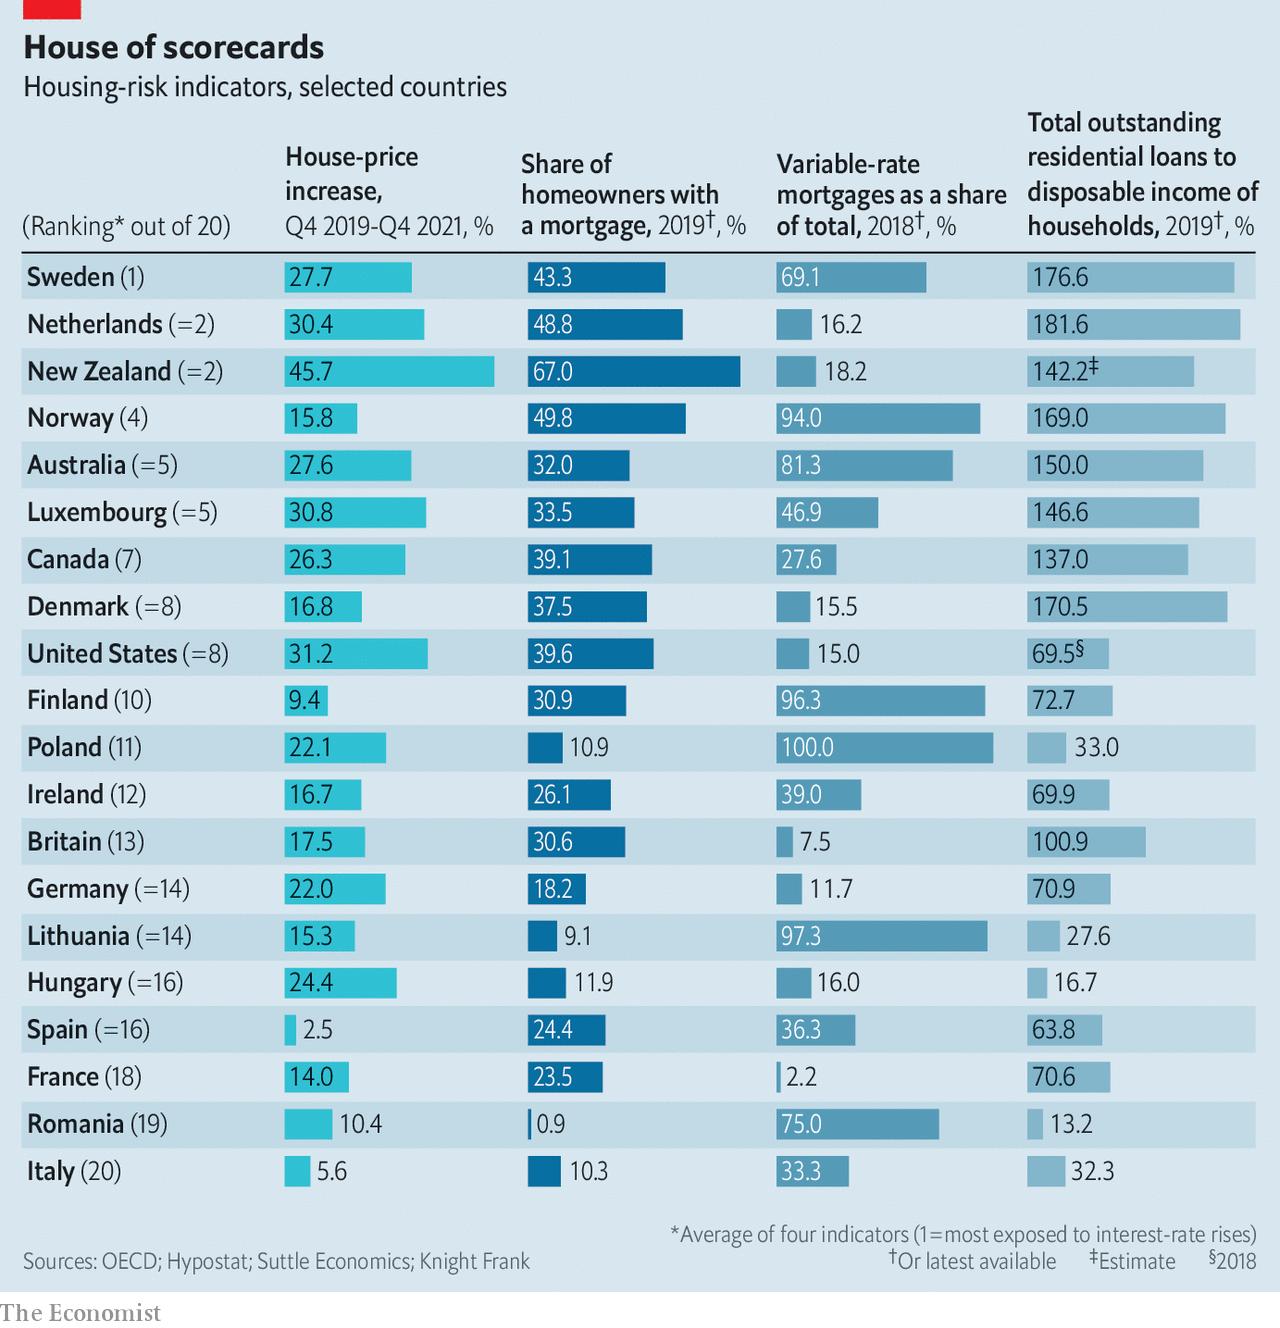 House of scorecards
Housing-risk indicators, selected countries
(Ranking* out of 20)
House-price
increase,
Q4 2019-Q4 2021, %
Share of
homeowners with
a mortgage, 2019†, %
Variable-rate
mortgages as a share
of total, 2018†, %
Total outstanding
residential loans to
disposable income of
households, 2019†, %
Sweden (1) 27.7 43.3 69.1 176.6
Netherlands (=2) 30.4 48.8 16.2 181.6
New Zealand (=2) 45.7 67.0 18.2 142.2‡
Norway (4) 15.8 49.8 94.0 169.0
Australia (=5) 27.6 32.0 81.3 150.0
Luxembourg (=5) 30.8 33.5 46.9 146.6
Canada (7) 26.3 39.1 27.6 137.0
Denmark (=8) 16.8 37.5 15.5 170.5
United States (=8) 31.2 39.6 15.0 69.5§
Finland (10) 9.4 30.9 96.3 72.7
Poland (11) 22.1 10.9 100.0 33.0
Ireland (12) 16.7 26.1 39.0 69.9
Britain (13) 17.5 30.6 7.5 100.9
Germany (=14) 22.0 18.2 11.7 70.9
Lithuania (=14) 15.3 9.1 97.3 27.6
Hungary (=16) 24.4 11.9 16.0 16.7
Spain (=16) 2.5 24.4 36.3 63.8
France (18) 14.0 23.5 2.2 70.6
Romania (19) 10.4 0.9 75.0 13.2
Italy (20) 5.6 10.3 33.3 32.3
*Average of four indicators (1=most exposed to interest-rate rises)
Sources: OECD; Hypostat; Suttle Economics; Knight Frank †Or latest available ‡Estimate §2018
The Economist